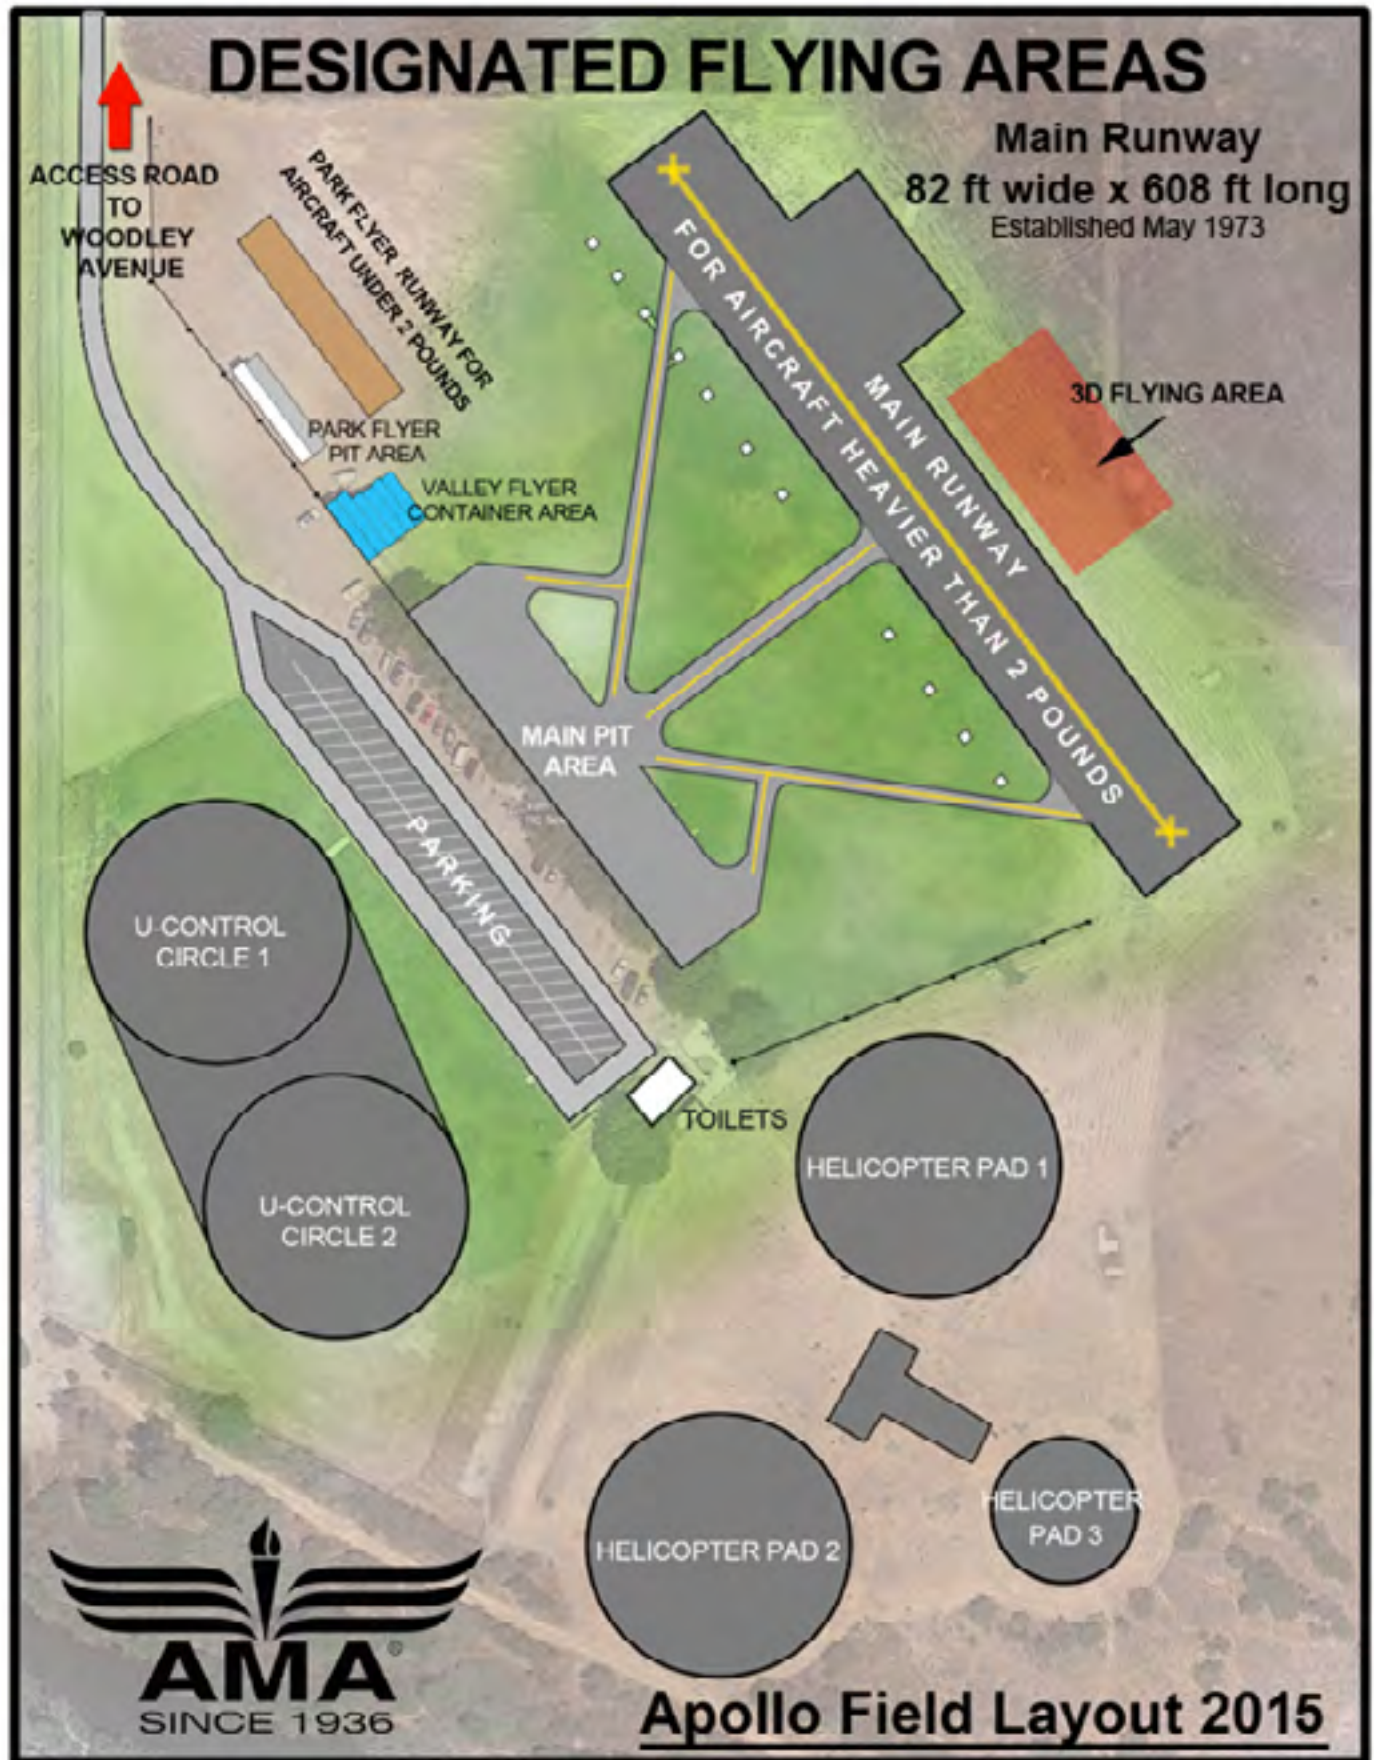 DESIGNATED FLYING AREAS
Main Runway
82 ft wide x 608 ft long
Established May 1973
ACCESS ROAD
TO
WOODLEY
AVENUE
PARK FLYER RUNWAY FOR
AIRCRAFT UNDER 2 POUNDS
PARK FLYER
PIT AREA
VALLEY FLYER
CONTAINER AREA
MAIN RUNWAY
FOR AIRCRAFT HEAVIER THAN 2 POUNDS
3D FLYING AREA
MAIN PIT
AREA
PARKING
U-CONTROL
CIRCLE 1
U-CONTROL
CIRCLE 2
TOILETS
HELICOPTER PAD 1
HELICOPTER PAD 2
HELICOPTER
PAD 3
AMA®
SINCE 1936
Apollo Field Layout 2015